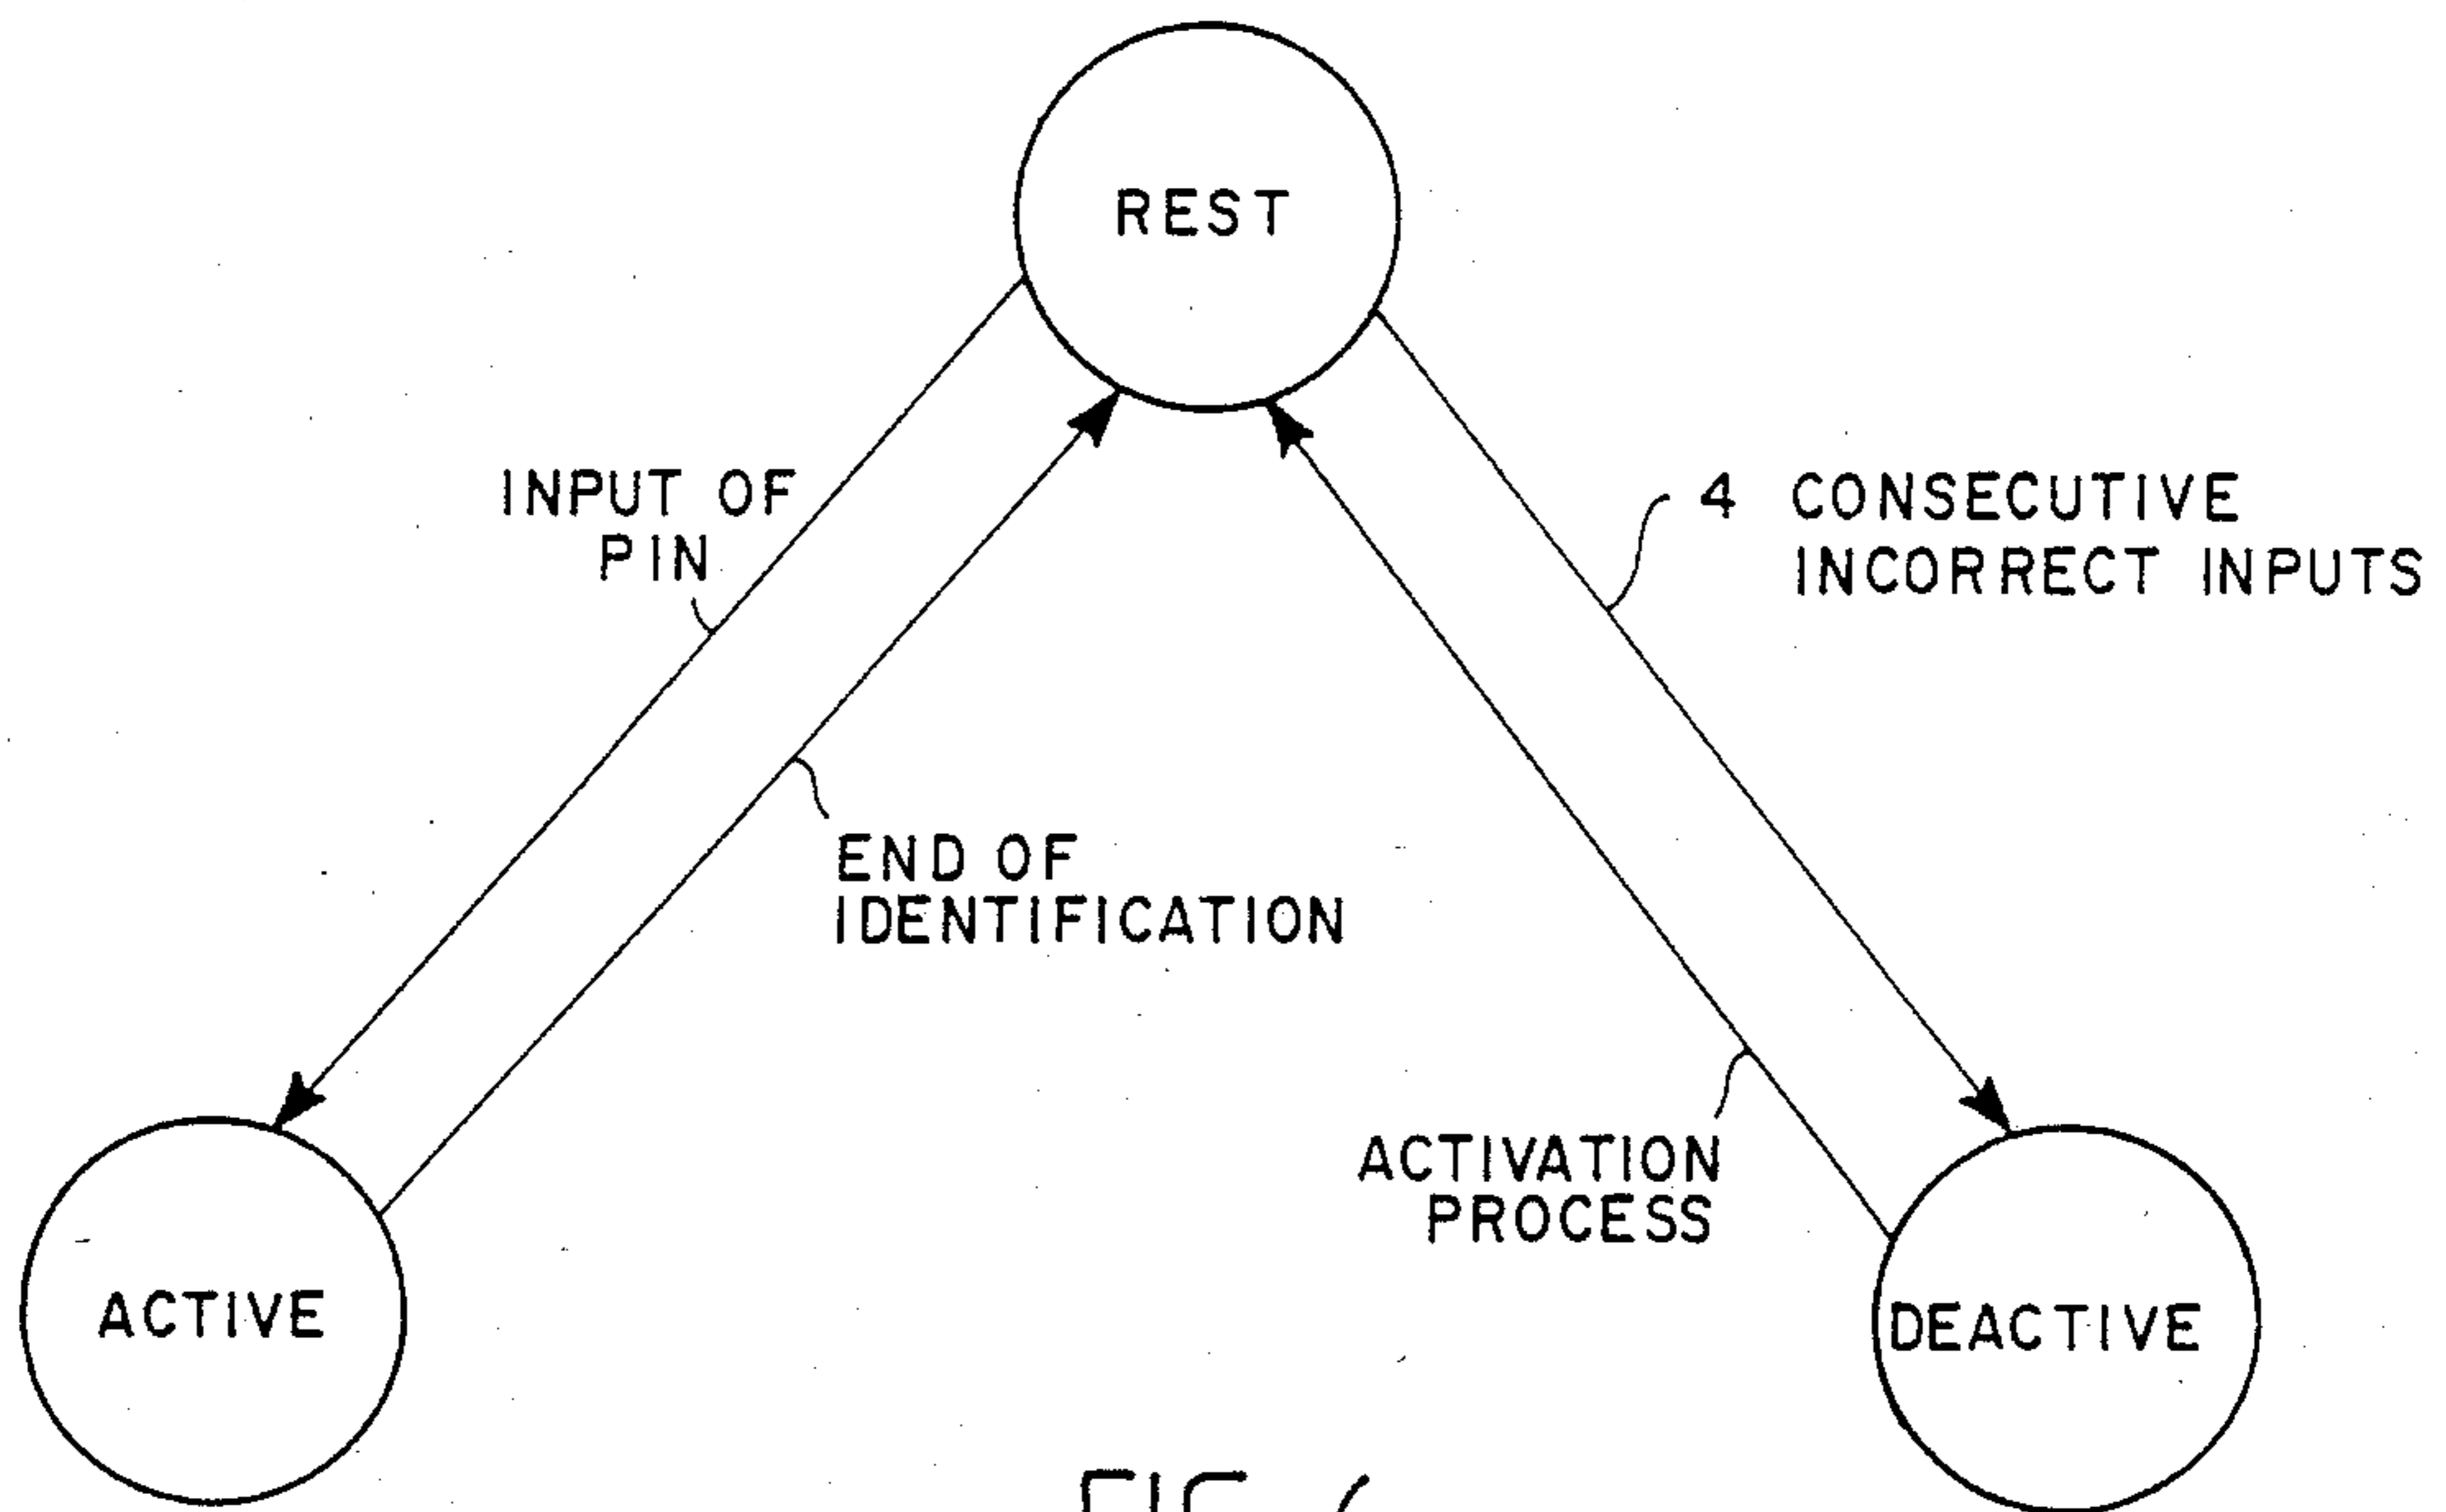 REST
INPUT OF
PIN
4 CONSECUTIVE
INCORRECT INPUTS
END OF
IDENTIFICATION
ACTIVATION
PROCESS
ACTIVE
DEACTIVE